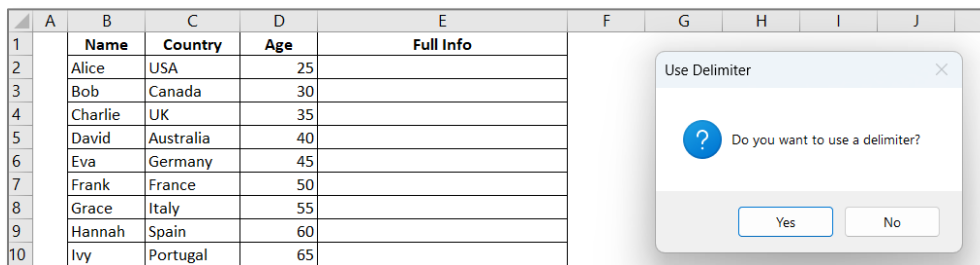 A B C D E F G H I J
1 Name Country Age Full Info
2 Alice USA 25
3 Bob Canada 30
4 Charlie UK 35
5 David Australia 40
6 Eva Germany 45
7 Frank France 50
8 Grace Italy 55
9 Hannah Spain 60
10 Ivy Portugal 65
Use Delimiter
Do you want to use a delimiter?
Yes No